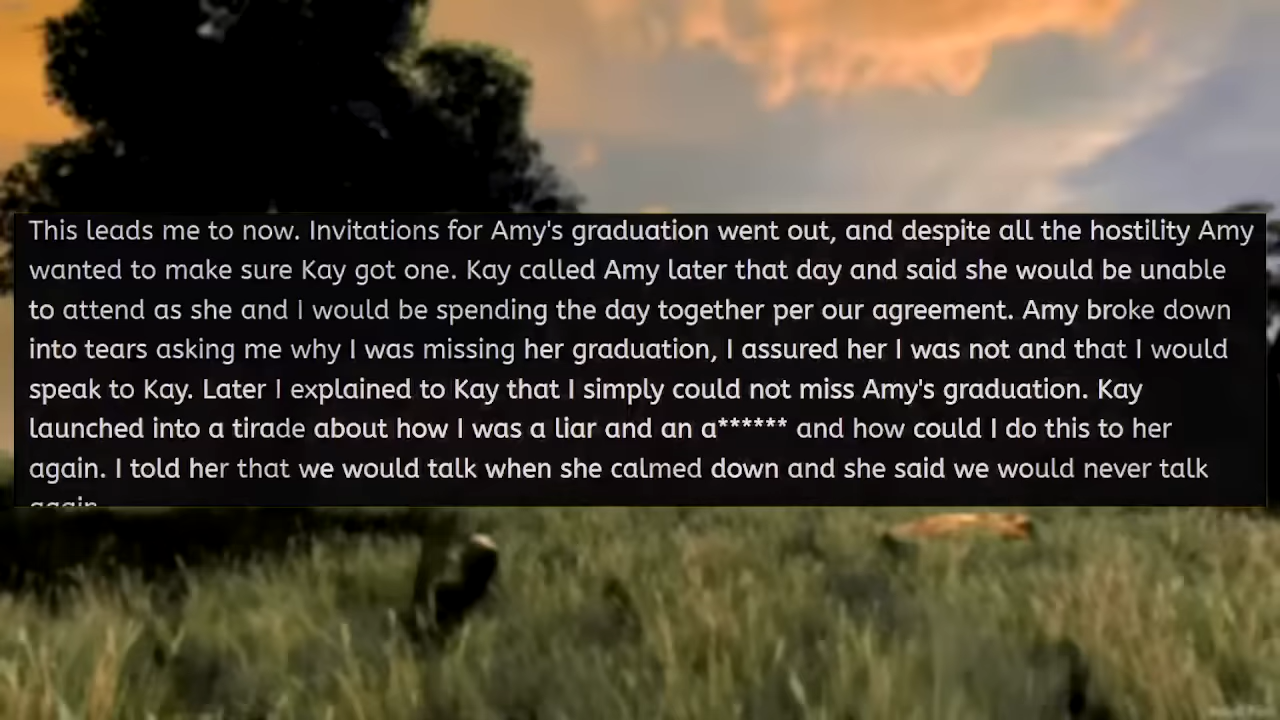 This leads me to now. Invitations for Amy's graduation went out, and despite all the hostility Amy
wanted to make sure Kay got one. Kay called Amy later that day and said she would be unable
to attend as she and I would be spending the day together per our agreement. Amy broke down
into tears asking me why I was missing her graduation, I assured her I was not and that I would
speak to Kay. Later I explained to Kay that I simply could not miss Amy's graduation. Kay
launched into a tirade about how I was a liar and an a****** and how could I do this to her
again. I told her that we would talk when she calmed down and she said we would never talk
again.